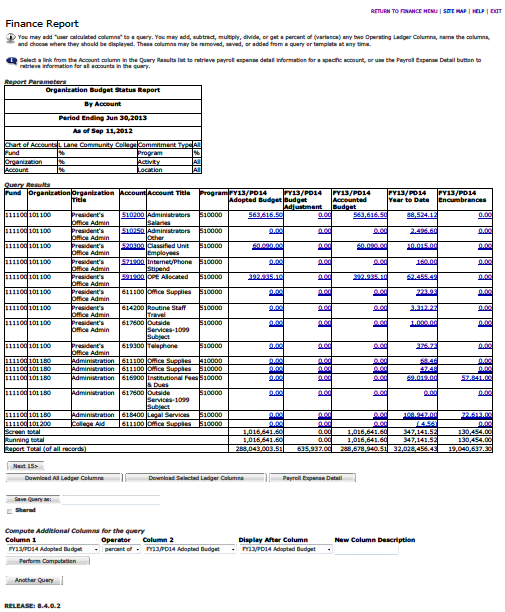 RETURN TO FINANCE MENU | SITE MAP | HELP | EXIT
Finance Report
You may add "user calculated columns" to a query. You may add, subtract, multiply, divide, or get a percent of (variance) any two Operating Ledger Columns, name the columns,
and choose where they should be displayed. These columns may be removed, saved, or added from a query or template at any time.
Select a link from the Account column in the Query Results list to retrieve payroll expense detail information for a specific account, or use the Payroll Expense Detail button to
retrieve information for all accounts in the query.
Report Parameters
Organization Budget Status Report
By Account
Period Ending Jun 30,2013
As of Sep 11,2012
Chart of Accounts L Lane Community College Commitment Type All
Fund % Program %
Organization % Activity All
Account % Location All
Query Results
Fund Organization Organization Account Account Title Program FY13/PD14 FY13/PD14 FY13/PD14 FY13/PD14 FY13/PD14
Title Adopted Budget Budget Accounted Year to Date Encumbrances
Adjustment Budget
111100 101100 President's 510200 Administrators 510000 563,616.50 0.00 563,616.50 88,524.12 0.00
Office Admin Salaries
111100 101100 President's 510250 Administrators 510000 0.00 0.00 0.00 2,496.60 0.00
Office Admin Other
111100 101100 President's 520300 Classified Unit 510000 60,090.00 0.00 60,090.00 10,015.00 0.00
Office Admin Employees
111100 101100 President's 571900 Internet/Phone 510000 0.00 0.00 0.00 160.00 0.00
Office Admin Stipend
111100 101100 President's 591900 OPE Allocated 510000 392,935.10 0.00 392,935.10 62,455.49 0.00
Office Admin
111100 101100 President's 611100 Office Supplies 510000 0.00 0.00 0.00 723.93 0.00
Office Admin
111100 101100 President's 614200 Routine Staff 510000 0.00 0.00 0.00 3,312.27 0.00
Office Admin Travel
111100 101100 President's 617600 Outside 510000 0.00 0.00 0.00 1,000.00 0.00
Office Admin Services-1099
Subject
111100 101100 President's 619300 Telephone 510000 0.00 0.00 0.00 376.73 0.00
Office Admin
111100 101180 Administration 611100 Office Supplies 410000 0.00 0.00 0.00 68.46 0.00
111100 101180 Administration 611100 Office Supplies 510000 0.00 0.00 0.00 47.48 0.00
111100 101180 Administration 616900 Institutional Fees 510000 0.00 0.00 0.00 69,019.00 57,841.00
& Dues
111100 101180 Administration 617600 Outside 510000 0.00 0.00 0.00 0.00 0.00
Services-1099
Subject
111100 101180 Administration 618400 Legal Services 510000 0.00 0.00 0.00 108,947.00 72,613.00
111100 101200 College Aid 611100 Office Supplies 510000 0.00 0.00 0.00 ( 4.56) 0.00
Screen total 1,016,641.60 0.00 1,016,641.60 347,141.52 130,454.00
Running total 1,016,641.60 0.00 1,016,641.60 347,141.52 130,454.00
Report Total (of all records) 288,043,003.51 635,937.00 288,678,940.51 32,028,456.43 19,040,637.30
Next 15>
Download All Ledger Columns Download Selected Ledger Columns Payroll Expense Detail
Save Query as:
Shared
Compute Additional Columns for the query
Column 1 Operator Column 2 Display After Column New Column Description
FY13/PD14 Adopted Budget percent of FY13/PD14 Adopted Budget FY13/PD14 Adopted Budget
Perform Computation
Another Query
RELEASE: 8.4.0.2